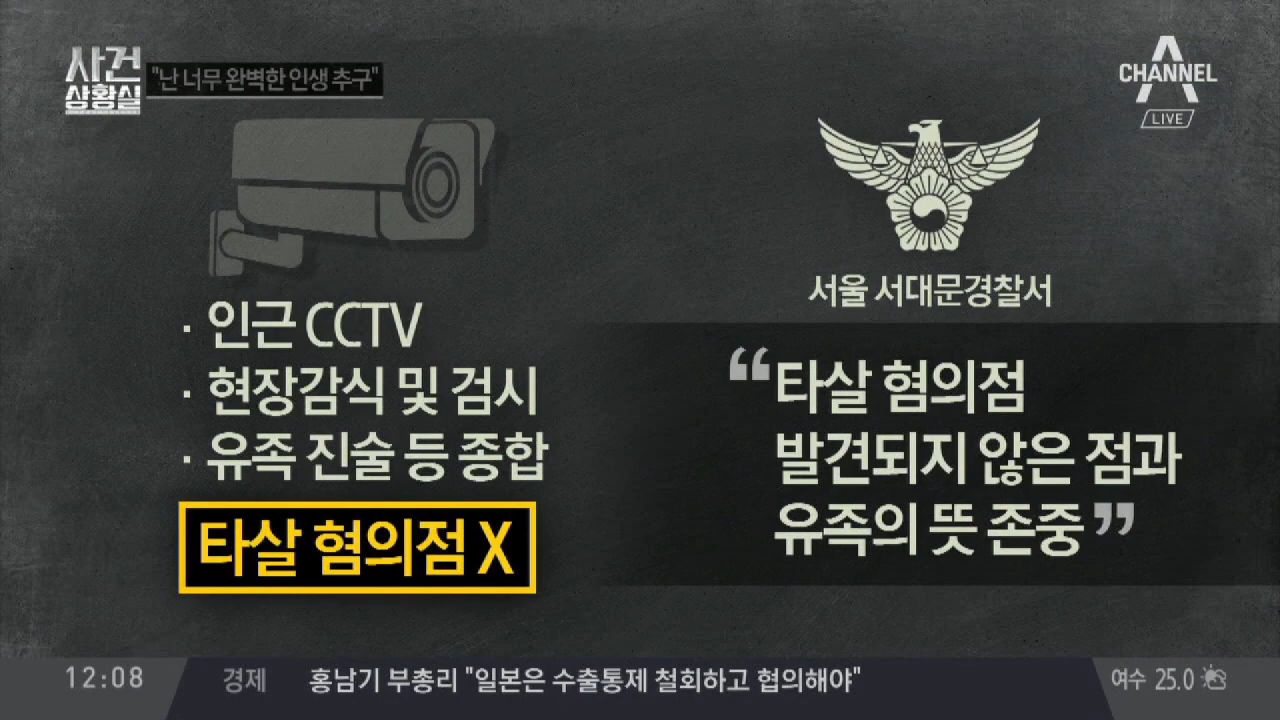 사건
상황실
"난 너무 완벽한 인생 추구"
CHANNEL
LIVE
서울 서대문경찰서
· 인근 CCTV
· 현장감식 및 검시
· 유족 진술 등 종합
타살 혐의점 X
“타살 혐의점
발견되지 않은 점과
유족의 뜻 존중”
12:08
경제
홍남기 부총리 "일본은 수출통제 철회하고 협의해야"
여수 25.0